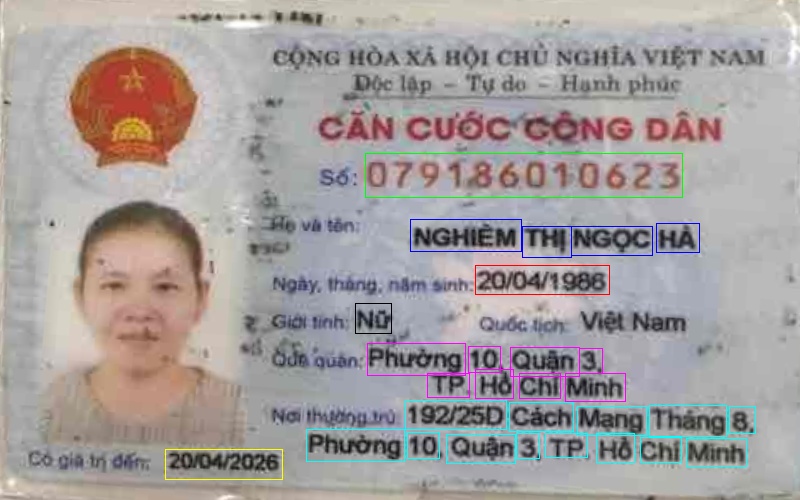 CỘNG HÒA XÃ HỘI CHỦ NGHĨA VIỆT NAM
Độc lập - Tự do - Hạnh phúc
CĂN CƯỚC CÔNG DÂN
Số: 079186010623
Họ và tên: NGHIÊM THỊ NGỌC HÀ
Ngày, tháng, năm sinh: 20/04/1986
Giới tính: Nữ Quốc tịch: Việt Nam
Quê quán: Phường 10, Quận 3,
TP. Hồ Chí Minh
Nơi thường trú: 192/25D Cách Mạng Tháng 8,
Phường 10, Quận 3, TP. Hồ Chí Minh
Có giá trị đến: 20/04/2026